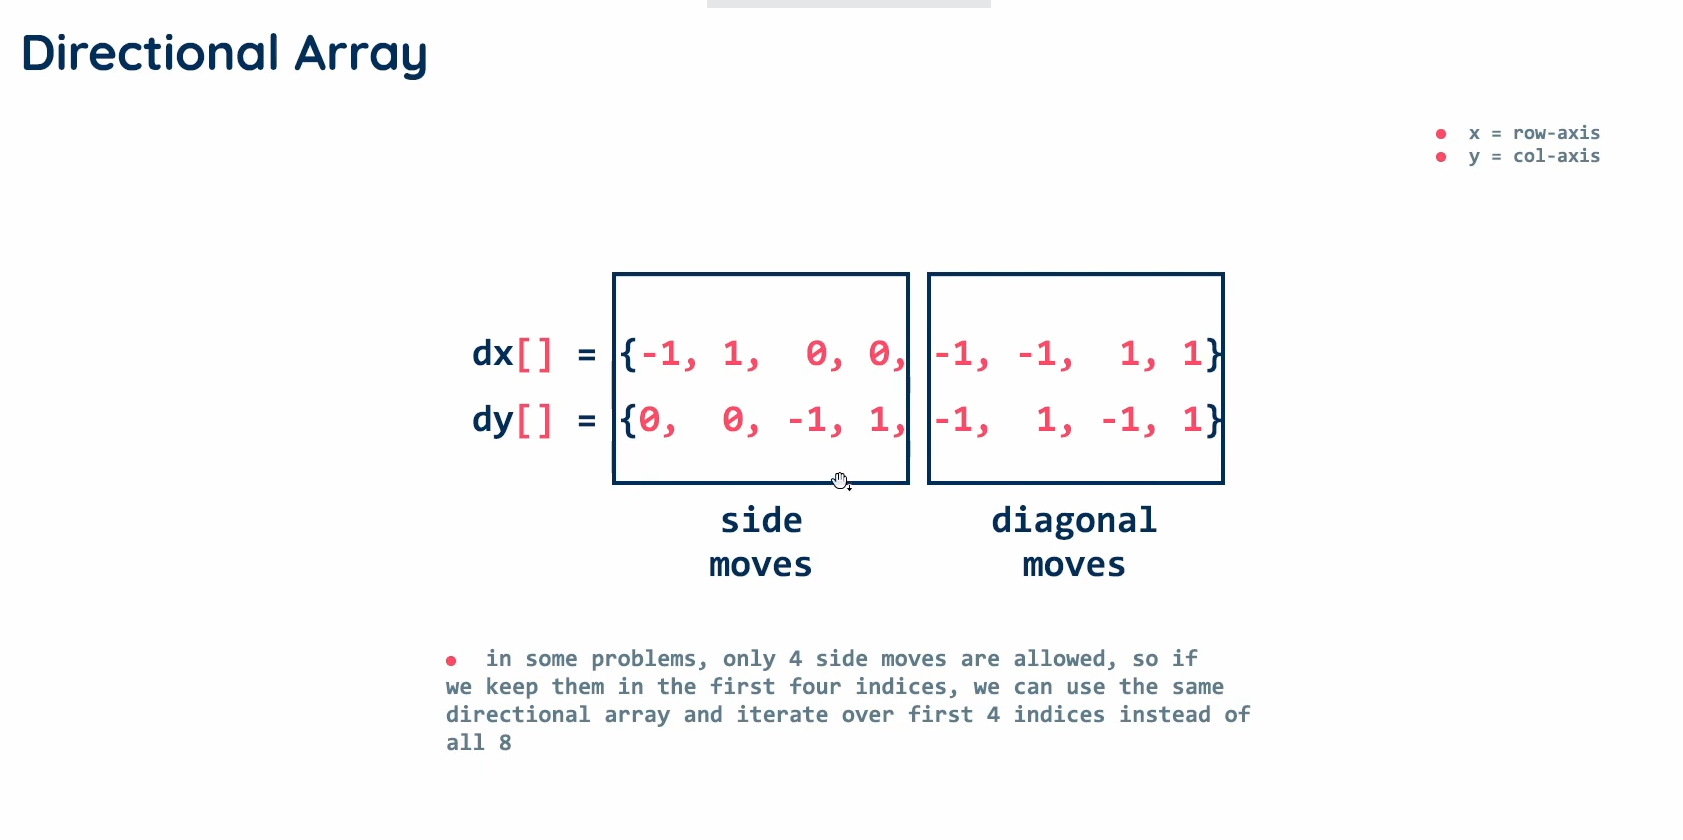 Directional Array
x = row-axis
y = col-axis
dx[] = {-1, 1, 0, 0, -1, -1, 1, 1}
dy[] = {0, 0, -1, 1, -1, 1, -1, 1}
side
moves
diagonal
moves
in some problems, only 4 side moves are allowed, so if
we keep them in the first four indices, we can use the same
directional array and iterate over first 4 indices instead of
all 8